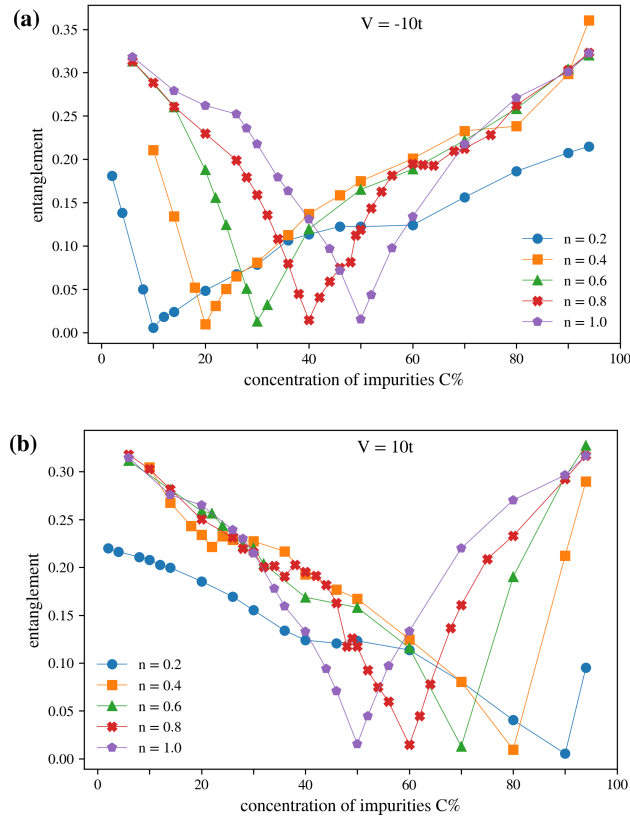 (a)
V = -10t
entanglement
0.35
0.30
0.25
0.20
0.15
0.10
0.05
0.00
n = 0.2
n = 0.4
n = 0.6
n = 0.8
n = 1.0
0 20 40 60 80 100
concentration of impurities C%
(b)
V = 10t
entanglement
0.30
0.25
0.20
0.15
0.10
0.05
0.00
n = 0.2
n = 0.4
n = 0.6
n = 0.8
n = 1.0
0 20 40 60 80 100
concentration of impurities C%